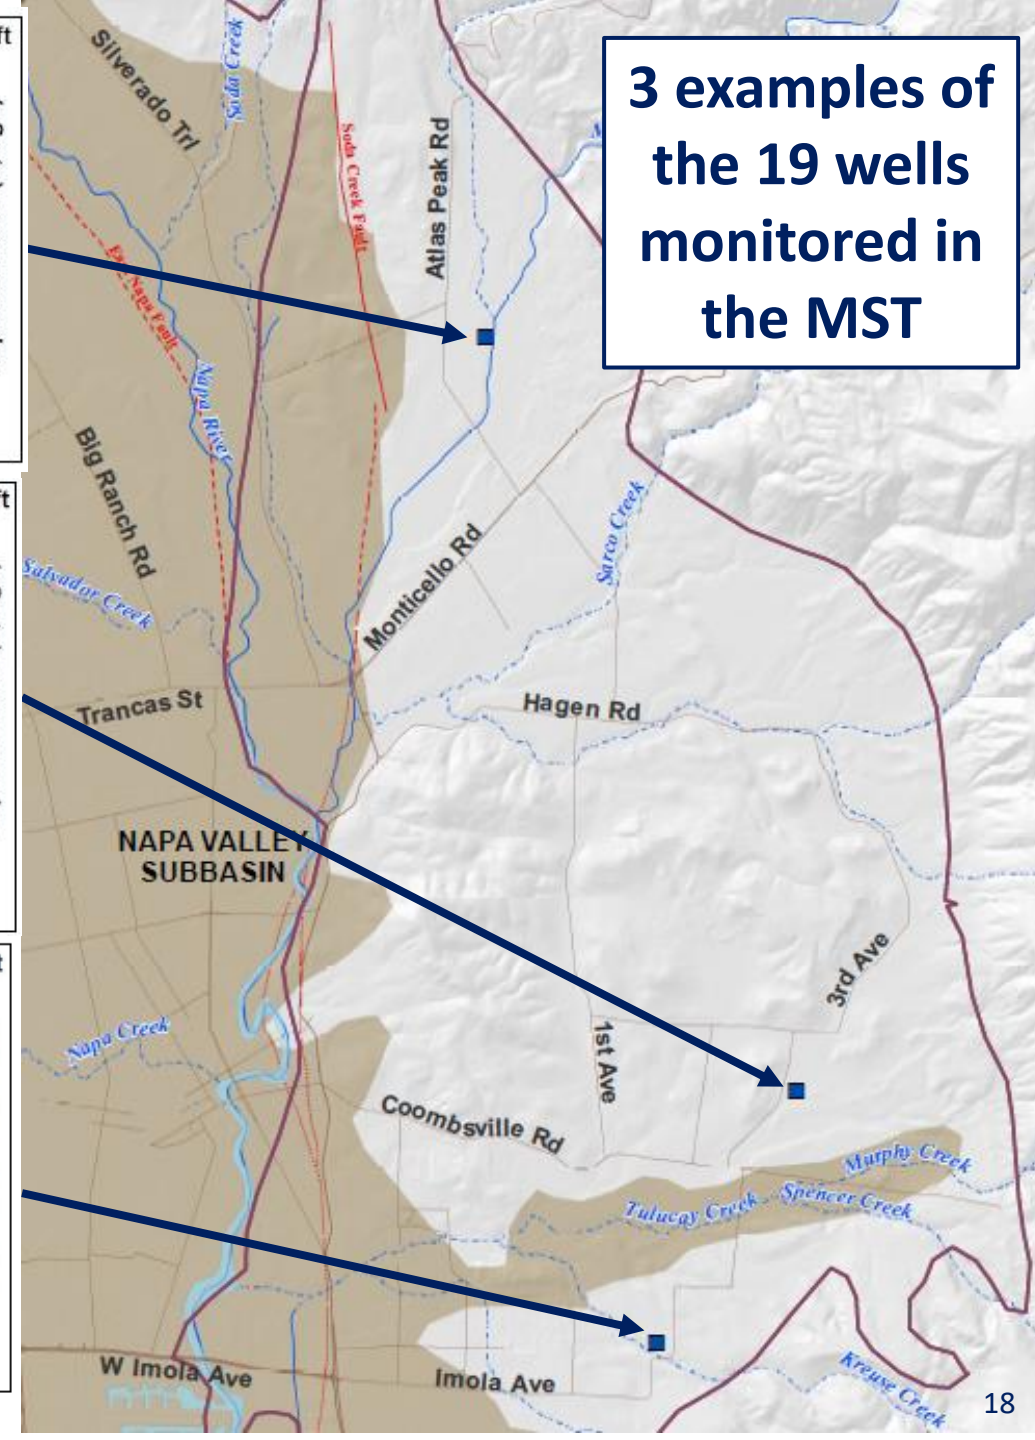 3 examples of
the 19 wells
monitored in
the MST
Silverado Trl
Soda Creek
Soda Creek Fault
Atlas Peak Rd
Napa Fault
Napa River
Big Ranch Rd
Salvador Creek
Monticello Rd
Sarco Creek
Trancas St
Hagen Rd
NAPA VALLEY
SUBBASIN
3rd Ave
Napa Creek
1st Ave
Coombsville Rd
Murphy Creek
Spencer Creek
Tulucay Creek
W Imola Ave
Imola Ave
Kreuse Creek
18